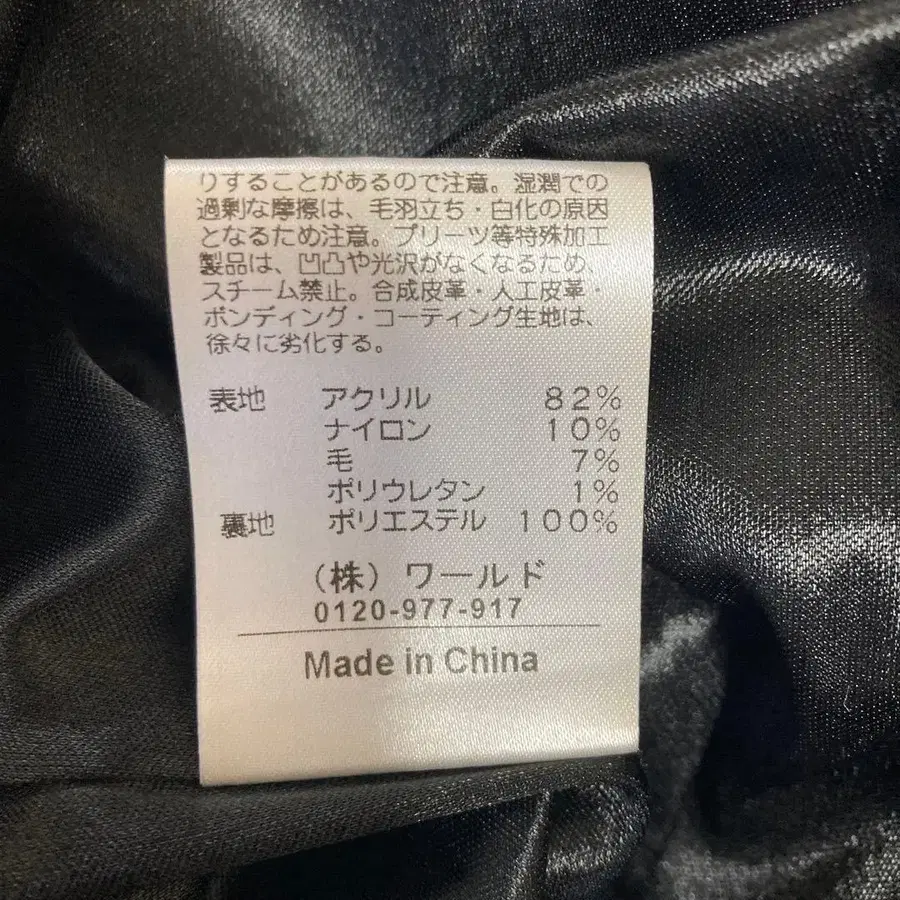 りすることがあるので注意。湿潤での
過剰な摩擦は、毛羽立ち・白化の原因
となるため注意。プリーツ等特殊加工
製品は、凹凸や光沢がなくなるため、
スチーム禁止。合成皮革・人工皮革・
ボンディング・コーティング生地は、
徐々に劣化する。
表地 アクリル 82%
ナイロン 10%
毛 7%
ポリウレタン 1%
裏地 ポリエステル 100%
(株) ワールド
0120-977-917
Made in China